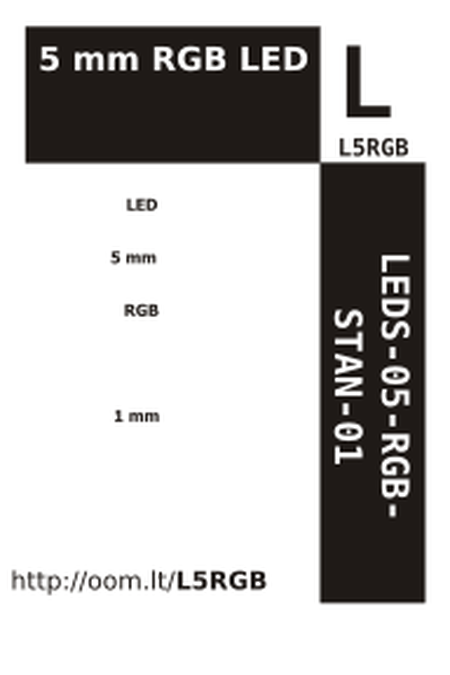 5 mm RGB LED
L
L5RGB
LED
5 mm
RGB
1 mm
LEDS-05-RGB-
STAN-01
http://oom.lt/L5RGB